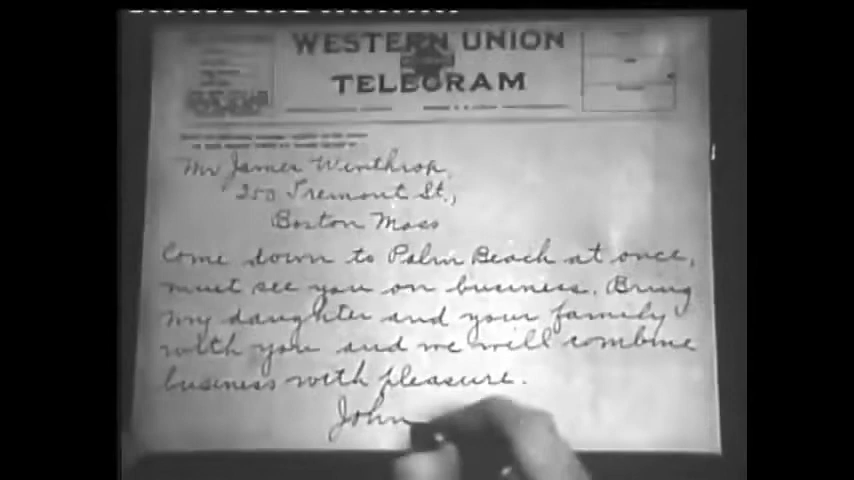 WESTERN UNION
TELEGRAM
Mr James Winthrop,
250 Tremont St.,
Boston Mass
Come down to Palm Beach at once,
must see you on business. Bring
my daughter and your family
with you and we will combine
business with pleasure.
John